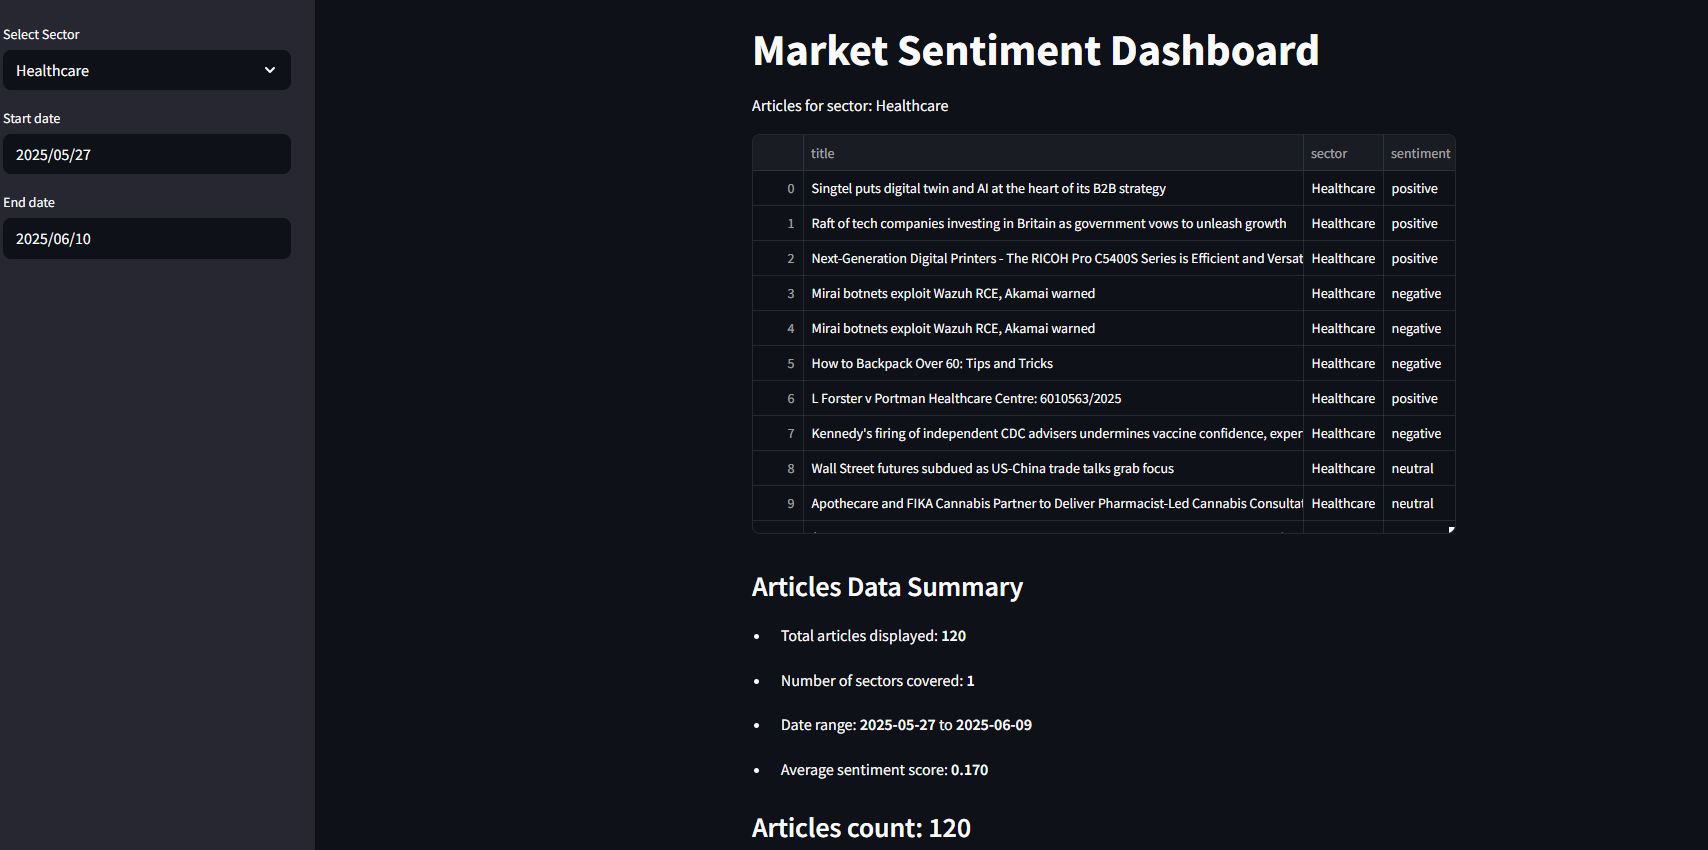 Select Sector
Healthcare
Start date
2025/05/27
End date
2025/06/10
Market Sentiment Dashboard
Articles for sector: Healthcare
title sector sentiment
0 Singtel puts digital twin and AI at the heart of its B2B strategy Healthcare positive
1 Raft of tech companies investing in Britain as government vows to unleash growth Healthcare positive
2 Next-Generation Digital Printers - The RICOH Pro C5400S Series is Efficient and Versat Healthcare positive
3 Mirai botnets exploit Wazuh RCE, Akamai warned Healthcare negative
4 Mirai botnets exploit Wazuh RCE, Akamai warned Healthcare negative
5 How to Backpack Over 60: Tips and Tricks Healthcare negative
6 L Forster v Portman Healthcare Centre: 6010563/2025 Healthcare positive
7 Kennedy's firing of independent CDC advisers undermines vaccine confidence, exper Healthcare negative
8 Wall Street futures subdued as US-China trade talks grab focus Healthcare neutral
9 Apothecare and FIKA Cannabis Partner to Deliver Pharmacist-Led Cannabis Consultat Healthcare neutral
Articles Data Summary
• Total articles displayed: 120
• Number of sectors covered: 1
• Date range: 2025-05-27 to 2025-06-09
• Average sentiment score: 0.170
Articles count: 120